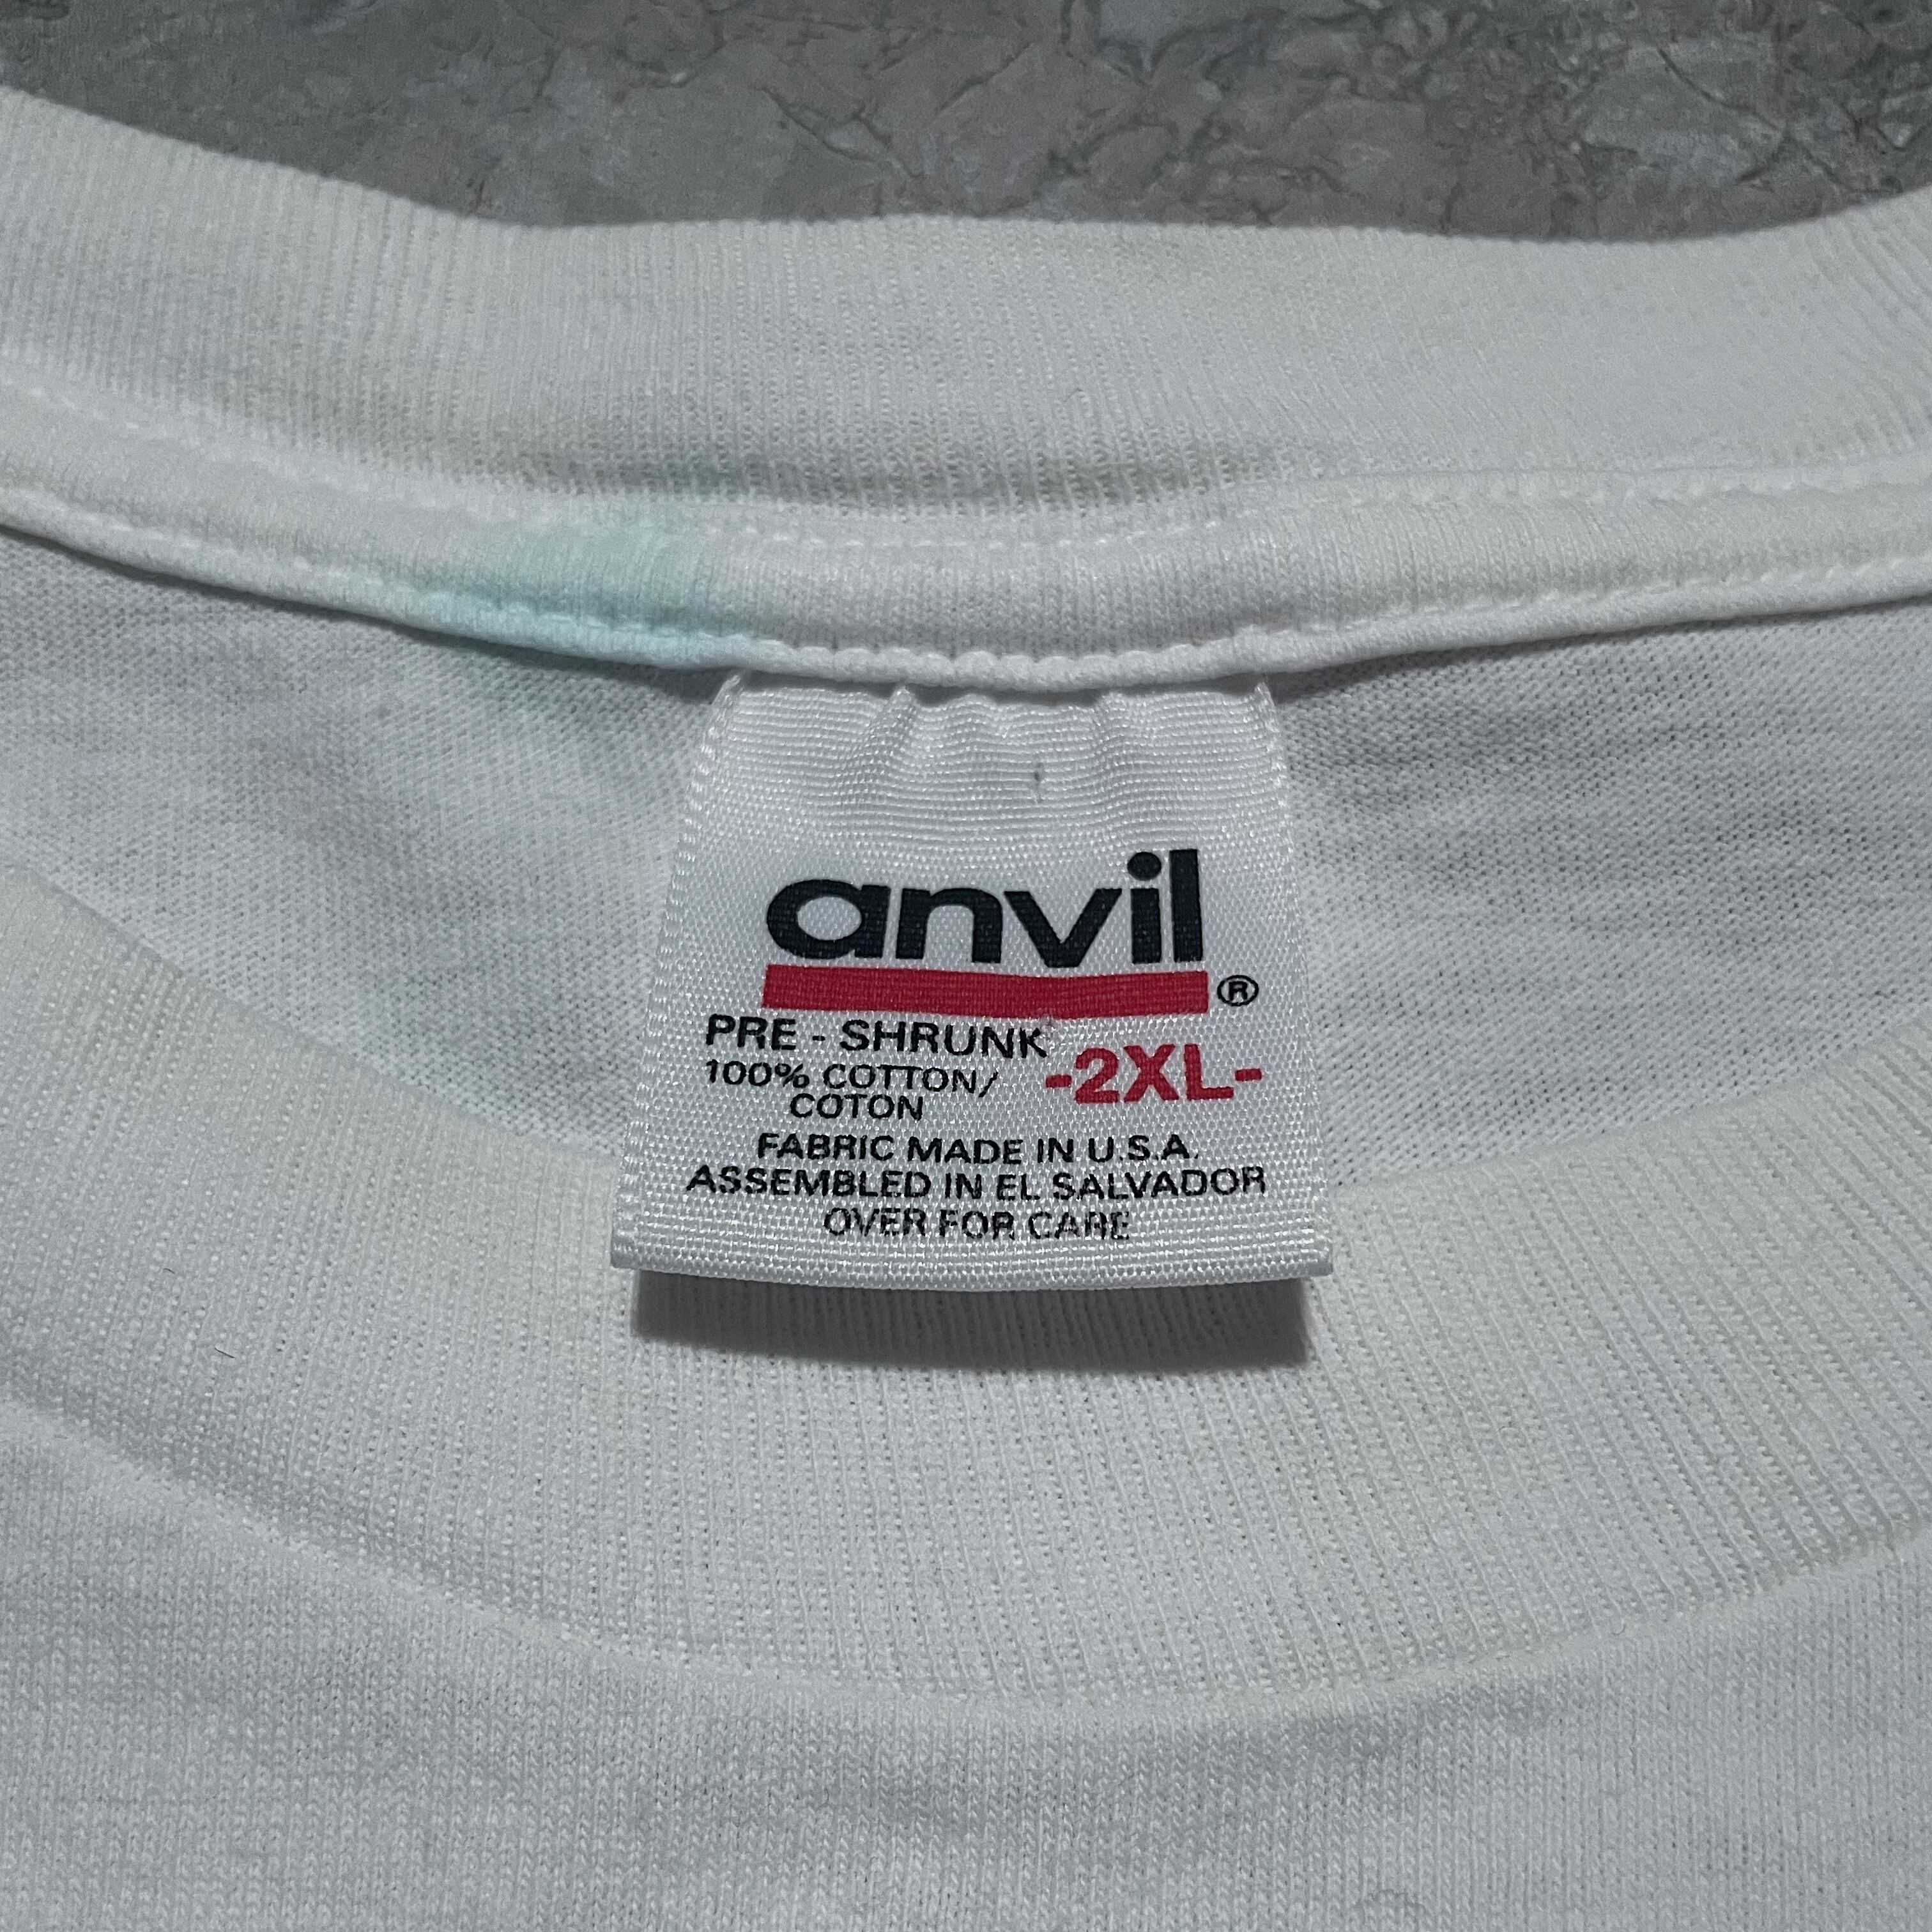 anvil
®
PRE - SHRUNK
-2XL-
100% COTTON/
COTON
FABRIC MADE IN U.S.A.
ASSEMBLED IN EL SALVADOR
OVER FOR CARE